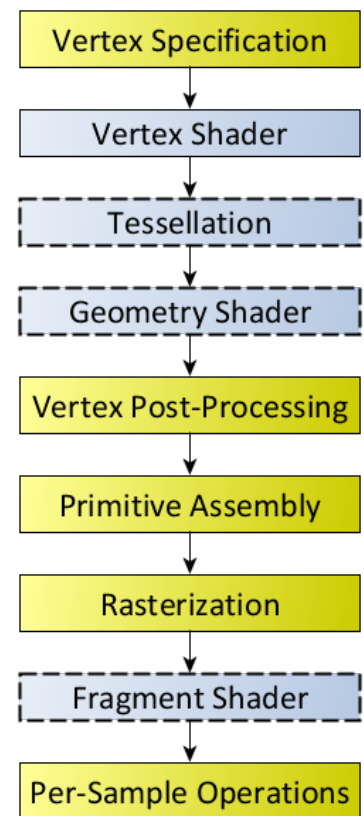 Vertex Specification
Vertex Shader
Tessellation
Geometry Shader
Vertex Post-Processing
Primitive Assembly
Rasterization
Fragment Shader
Per-Sample Operations